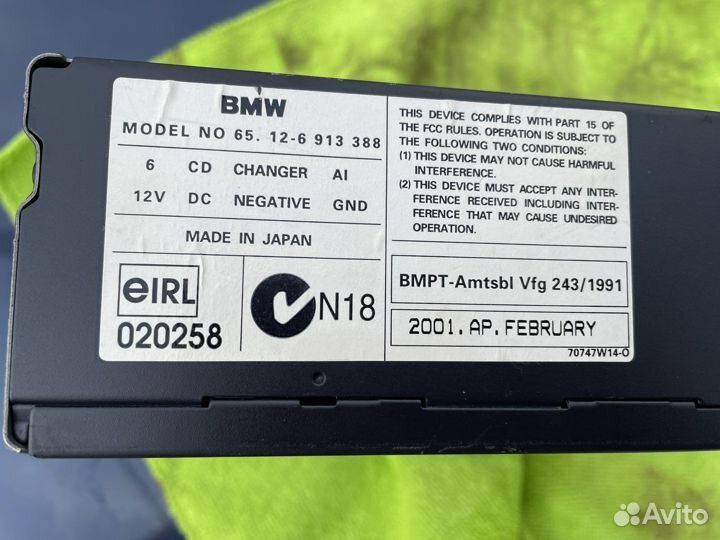 BMW
MODEL NO 65. 12-6 913 388
6 CD CHANGER AI
12V DC NEGATIVE GND
MADE IN JAPAN
eIRL
020258
N18
THIS DEVICE COMPLIES WITH PART 15 OF
THE FCC RULES. OPERATION IS SUBJECT TO
THE FOLLOWING TWO CONDITIONS:
(1) THIS DEVICE MAY NOT CAUSE HARMFUL
INTERFERENCE.
(2) THIS DEVICE MUST ACCEPT ANY INTER-
FERENCE RECEIVED INCLUDING INTER-
FERENCE THAT MAY CAUSE UNDESIRED
OPERATION.
BMPT-Amtsbl Vfg 243/1991
2001. AP. FEBRUARY
70747W14-O
Avito